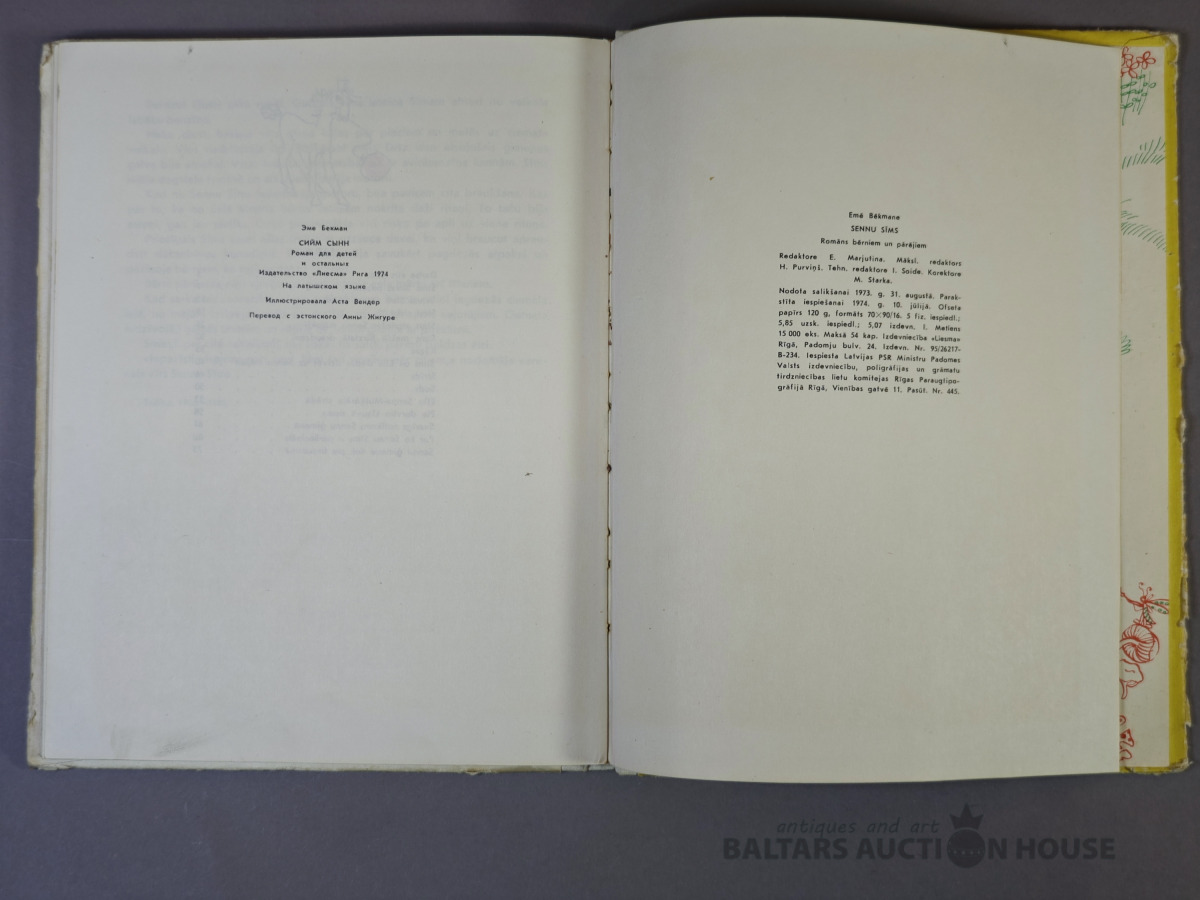 Эме Бекман
СИЙМ СЫНН
Роман для детей
и остальных
Издательство «Лиесма» Рига 1974
На латышском языке
Иллюстрировала Аста Вендер
Перевод с эстонского Анны Жигуре
Emē Bēkmane
SENNU SĪMS
Romāns bērniem un pārējiem
Redaktore E. Marjutina. Māksl. redaktors
H. Purviņš. Tehn. redaktore I. Soide. Korektore
M. Starka.
Nodota salikšanai 1973. g. 31. augustā. Parak-
stīta iespiešanai 1974. g. 10. jūlijā. Ofseta
papīrs 120 g, formāts 70×90/16. 5 fiz. iespiedl.;
5,85 uzsk. iespiedl.; 5,07 izdevn. l. Metiens
15 000 eks. Maksā 54 kap. Izdevniecība «Liesma»
Rīgā, Padomju bulv. 24. Izdevn. Nr. 95/26217-
B-234. Iespiesta Latvijas PSR Ministru Padomes
Valsts izdevniecību, poligrāfijas un grāmatu
tirdzniecības lietu komitejas Rīgas Paraugtipo-
grāfijā Rīgā, Vienības gatvē 11. Pasūt. Nr. 445.
antiques and art
BALTARS AUCTION HOUSE